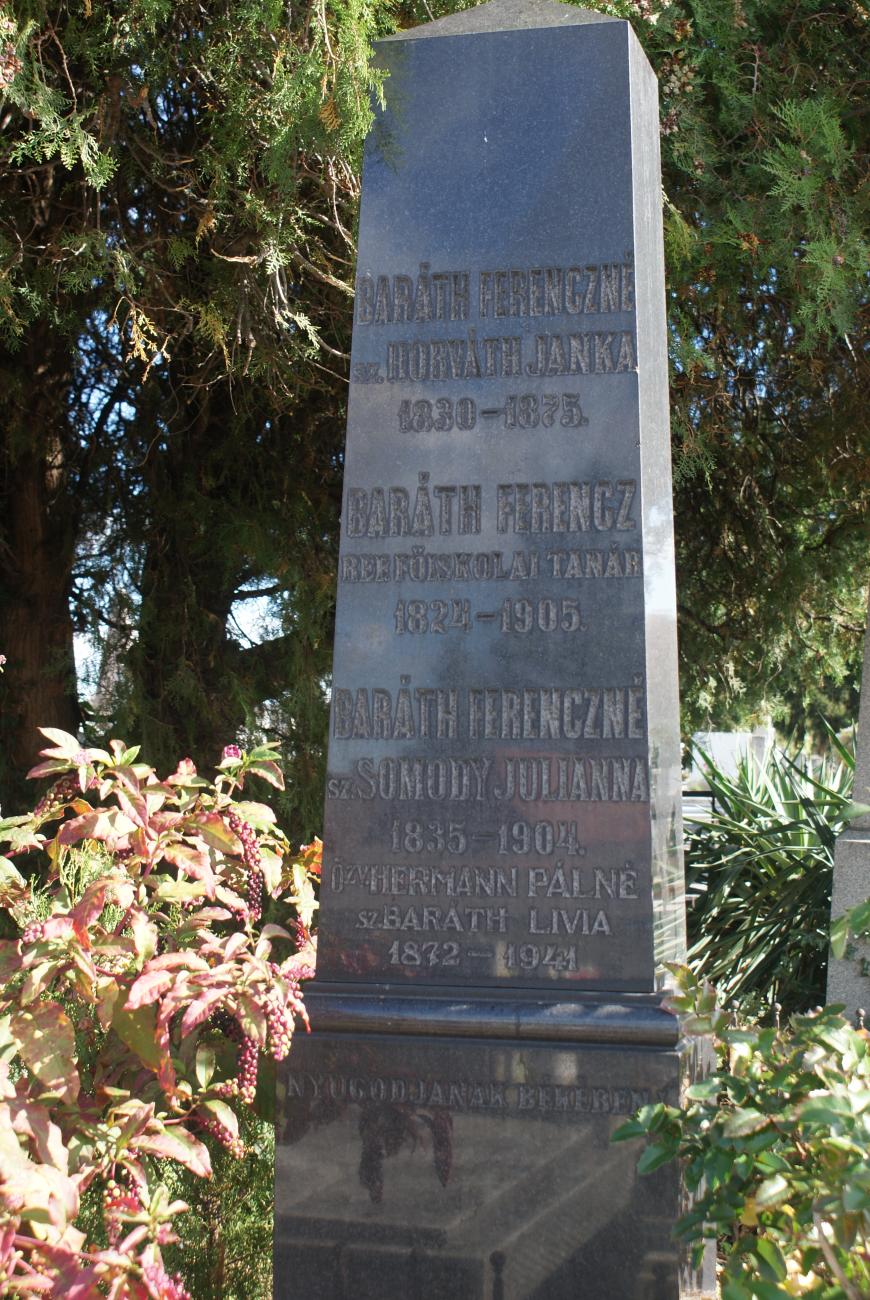 BARÁTH FERENCZNÉ
sz. HORVÁTH JANKA
1830-1875.
BARÁTH FERENCZ
REF FŐISKOLAI TANÁR
1824-1905.
BARÁTH FERENCZNÉ
sz. SOMODY JULIANNA
1835-1904.
Özv HERMANN PÁLNÉ
sz. BARÁTH LIVIA
1872-1941
NYUGODJANAK BÉKÉBEN!